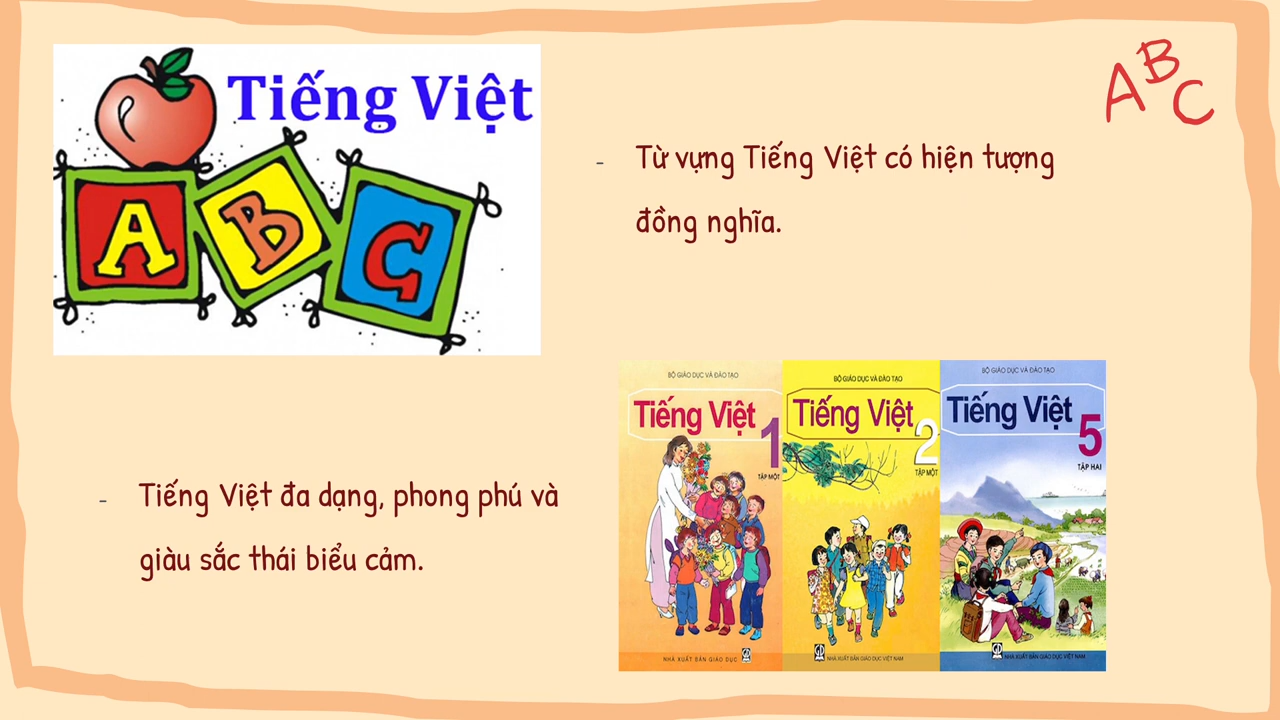 Tiếng Việt
A B C
A B C
- Từ vựng Tiếng Việt có hiện tượng
đồng nghĩa.
BỘ GIÁO DỤC VÀ ĐÀO TẠO
Tiếng Việt 1
TẬP MỘT
NHÀ XUẤT BẢN GIÁO DỤC
BỘ GIÁO DỤC VÀ ĐÀO TẠO
Tiếng Việt 2
TẬP MỘT
NHÀ XUẤT BẢN GIÁO DỤC VIỆT NAM
BỘ GIÁO DỤC VÀ ĐÀO TẠO
Tiếng Việt 5
TẬP HAI
NHÀ XUẤT BẢN GIÁO DỤC VIỆT NAM
- Tiếng Việt đa dạng, phong phú và
giàu sắc thái biểu cảm.